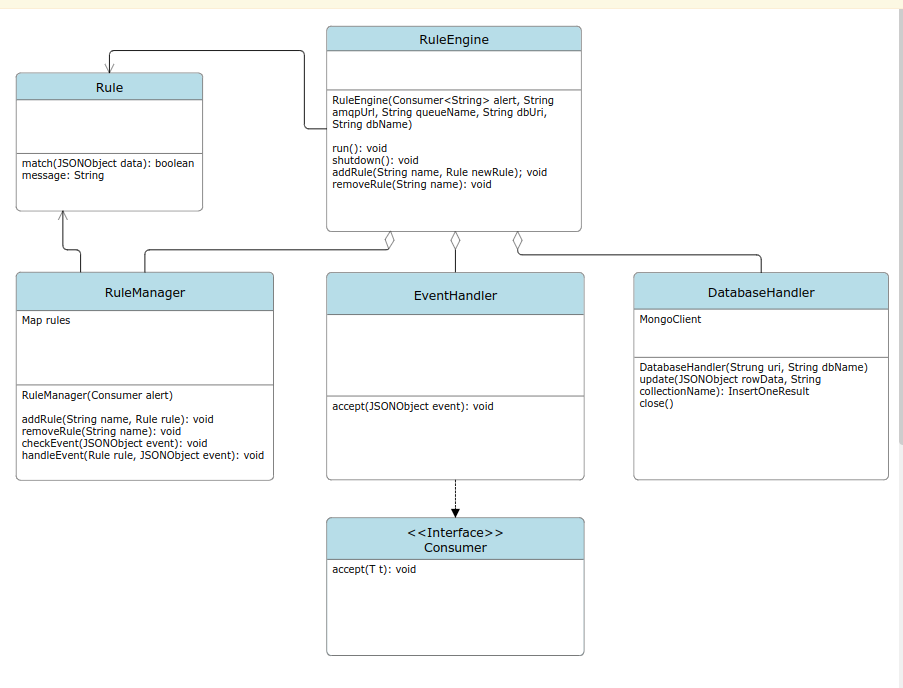 RuleEngine
RuleEngine(Consumer<String> alert, String
amqpUrl, String queueName, String dbUri,
String dbName)
run(): void
shutdown(): void
addRule(String name, Rule newRule); void
removeRule(String name): void
Rule
match(JSONObject data): boolean
message: String
RuleManager
Map rules
RuleManager(Consumer alert)
addRule(String name, Rule rule): void
removeRule(String name): void
checkEvent(JSONObject event): void
handleEvent(Rule rule, JSONObject event): void
EventHandler
accept(JSONObject event): void
DatabaseHandler
MongoClient
DatabaseHandler(Strung uri, String dbName)
update(JSONObject rowData, String
collectionName): InsertOneResult
close()
<<Interface>>
Consumer
accept(T t): void